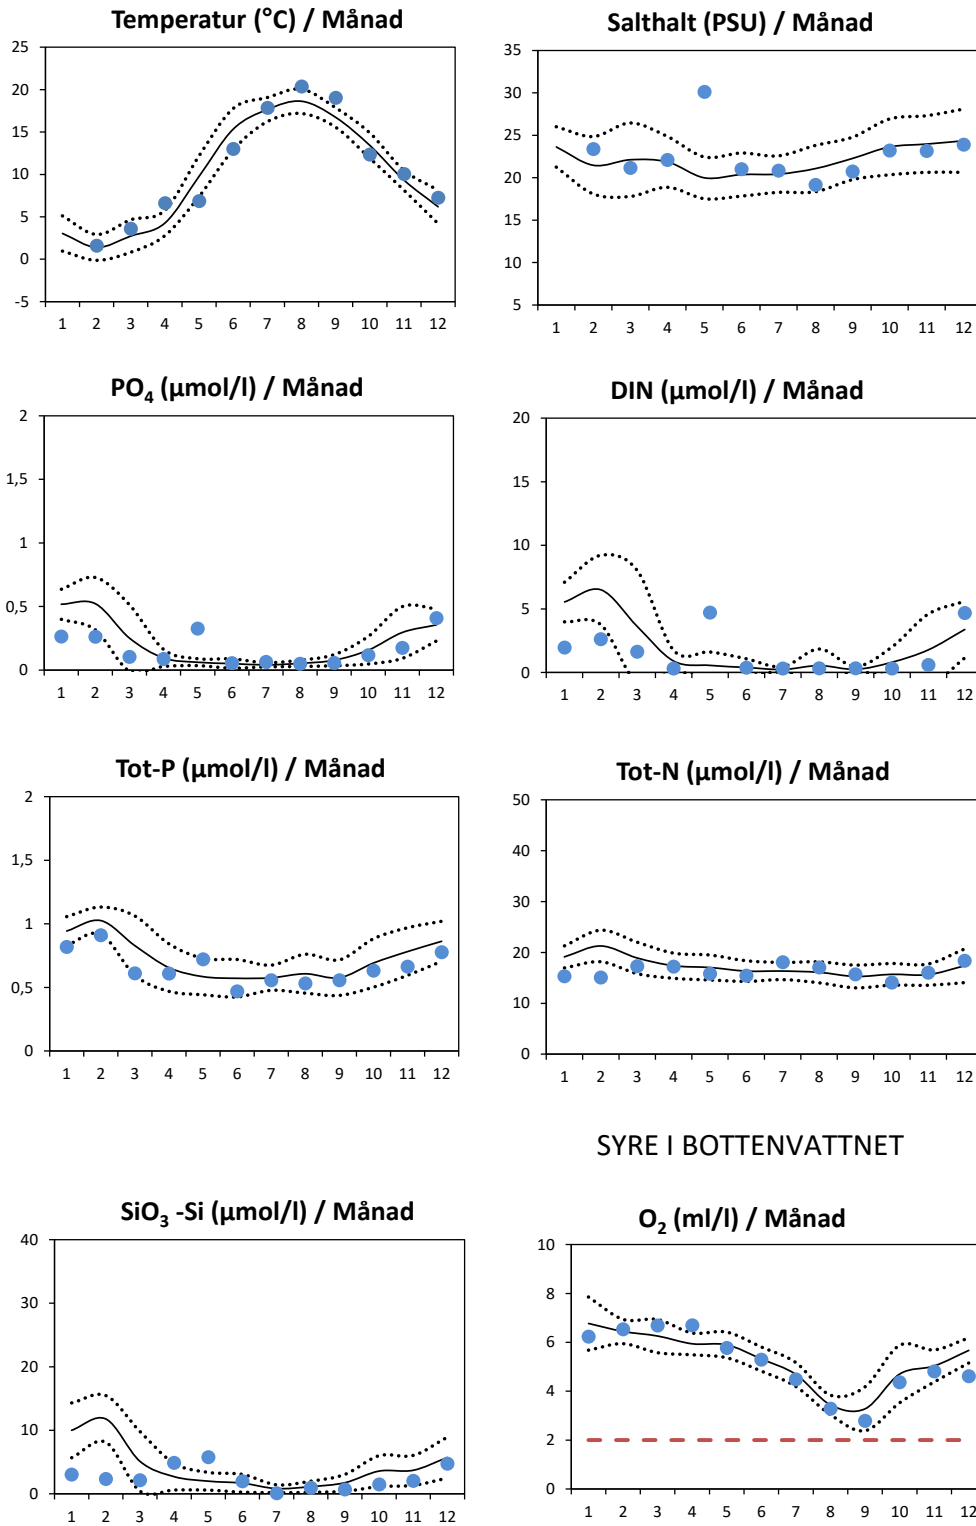 Temperatur (°C) / Månad
25
20
15
10
5
0
-5
1 2 3 4 5 6 7 8 9 10 11 12
Salthalt (PSU) / Månad
35
30
25
20
15
10
5
1 2 3 4 5 6 7 8 9 10 11 12
PO₄ (µmol/l) / Månad
2
1,5
1
0,5
0
1 2 3 4 5 6 7 8 9 10 11 12
DIN (µmol/l) / Månad
20
15
10
5
0
1 2 3 4 5 6 7 8 9 10 11 12
Tot-P (µmol/l) / Månad
2
1,5
1
0,5
0
1 2 3 4 5 6 7 8 9 10 11 12
Tot-N (µmol/l) / Månad
50
40
30
20
10
0
1 2 3 4 5 6 7 8 9 10 11 12
SiO₃ -Si (µmol/l) / Månad
40
30
20
10
0
1 2 3 4 5 6 7 8 9 10 11 12
SYRE I BOTTENVATTNET
O₂ (ml/l) / Månad
10
8
6
4
2
0
1 2 3 4 5 6 7 8 9 10 11 12